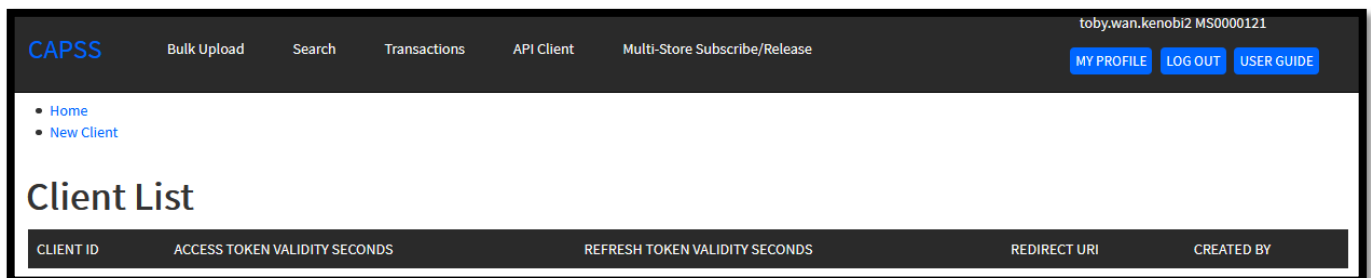 toby.wan.kenobi2 MS0000121
CAPSS Bulk Upload Search Transactions API Client Multi-Store Subscribe/Release
MY PROFILE LOG OUT USER GUIDE
Home
New Client
Client List
CLIENT ID ACCESS TOKEN VALIDITY SECONDS REFRESH TOKEN VALIDITY SECONDS REDIRECT URI CREATED BY